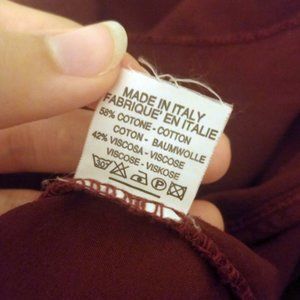 MADE IN ITALY
FABRIQUE' EN ITALIE
58% COTONE - COTTON
COTON - BAUMWOLLE
42% VISCOSA - VISCOSE
VISCOSE - VISKOSE
P